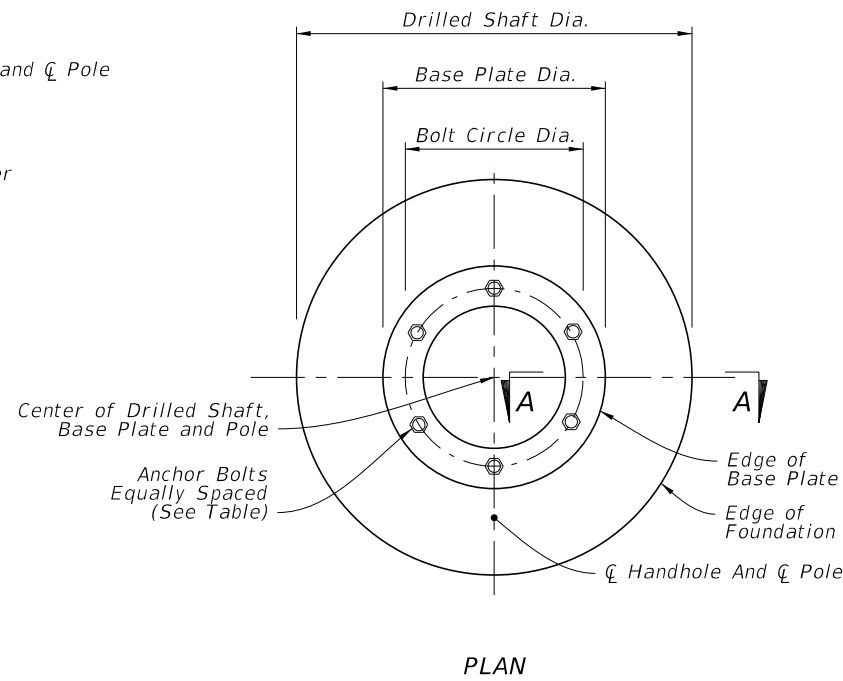 Drilled Shaft Dia.
and ℄ Pole
Base Plate Dia.
Bolt Circle Dia.
A
A
Center of Drilled Shaft,
Base Plate and Pole
Anchor Bolts
Equally Spaced
(See Table)
Edge of
Base Plate
Edge of
Foundation
℄ Handhole And ℄ Pole
PLAN